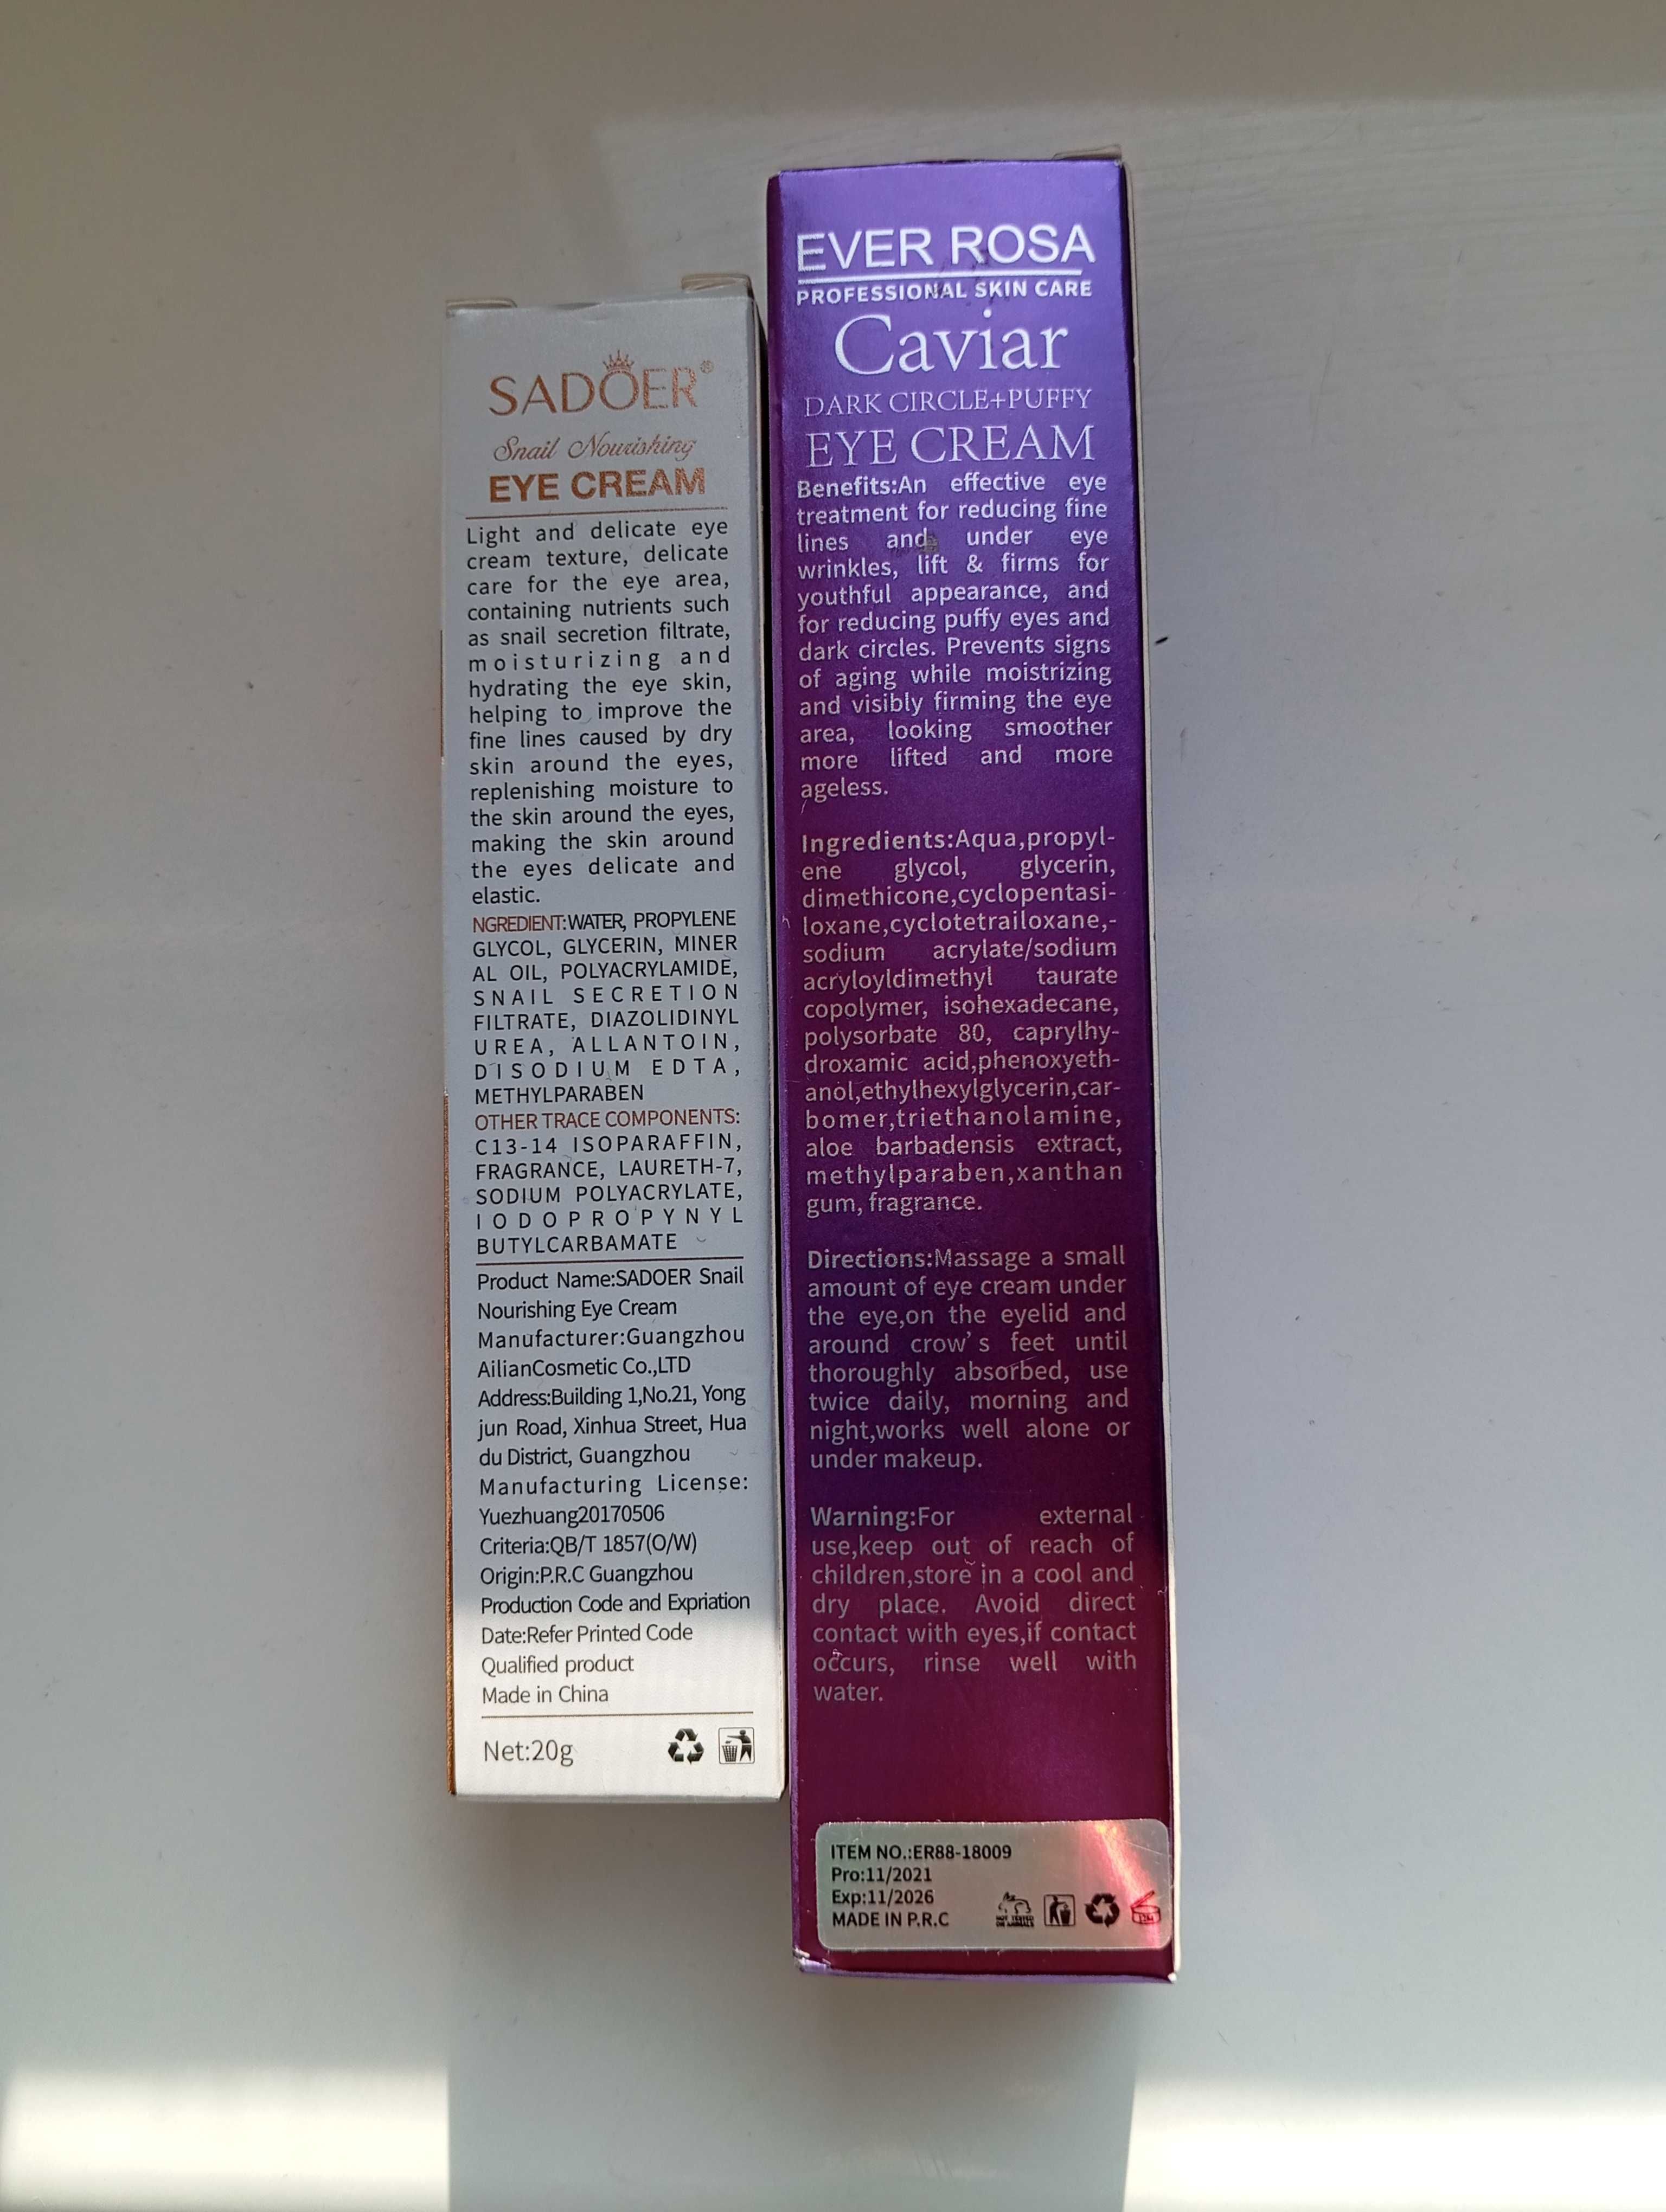 SADOER®
Snail Nourishing
EYE CREAM
Light and delicate eye
cream texture, delicate
care for the eye area,
containing nutrients such
as snail secretion filtrate,
moisturizing and
hydrating the eye skin,
helping to improve the
fine lines caused by dry
skin around the eyes,
replenishing moisture to
the skin around the eyes,
making the skin around
the eyes delicate and
elastic.
NGREDIENT:WATER, PROPYLENE
GLYCOL, GLYCERIN, MINER
AL OIL, POLYACRYLAMIDE,
SNAIL SECRETION
FILTRATE, DIAZOLIDINYL
UREA, ALLANTOIN,
DISODIUM EDTA,
METHYLPARABEN
OTHER TRACE COMPONENTS:
C13-14 ISOPARAFFIN,
FRAGRANCE, LAURETH-7,
SODIUM POLYACRYLATE,
IODOPROPYNYL
BUTYLCARBAMATE
Product Name:SADOER Snail
Nourishing Eye Cream
Manufacturer:Guangzhou
AilianCosmetic Co.,LTD
Address:Building 1,No.21, Yong
jun Road, Xinhua Street, Hua
du District, Guangzhou
Manufacturing License:
Yuezhuang20170506
Criteria:QB/T 1857(O/W)
Origin:P.R.C Guangzhou
Production Code and Expriation
Date:Refer Printed Code
Qualified product
Made in China
Net:20g
EVER ROSA
PROFESSIONAL SKIN CARE
Caviar
DARK CIRCLE+PUFFY
EYE CREAM
Benefits:An effective eye
treatment for reducing fine
lines and under eye
wrinkles, lift & firms for
youthful appearance, and
for reducing puffy eyes and
dark circles. Prevents signs
of aging while moistrizing
and visibly firming the eye
area, looking smoother
more lifted and more
ageless.
Ingredients:Aqua,propyl-
ene glycol, glycerin,
dimethicone,cyclopentasi-
loxane,cyclotetrailoxane,-
sodium acrylate/sodium
acryloyldimethyl taurate
copolymer, isohexadecane,
polysorbate 80, caprylhy-
droxamic acid,phenoxyeth-
anol,ethylhexylglycerin,car-
bomer,triethanolamine,
aloe barbadensis extract,
methylparaben,xanthan
gum, fragrance.
Directions:Massage a small
amount of eye cream under
the eye,on the eyelid and
around crow's feet until
thoroughly absorbed, use
twice daily, morning and
night,works well alone or
under makeup.
Warning:For external
use,keep out of reach of
children,store in a cool and
dry place. Avoid direct
contact with eyes,if contact
occurs, rinse well with
water.
ITEM NO.:ER88-18009
Pro:11/2021
Exp:11/2026
MADE IN P.R.C
NOT TESTED
ON ANIMALS